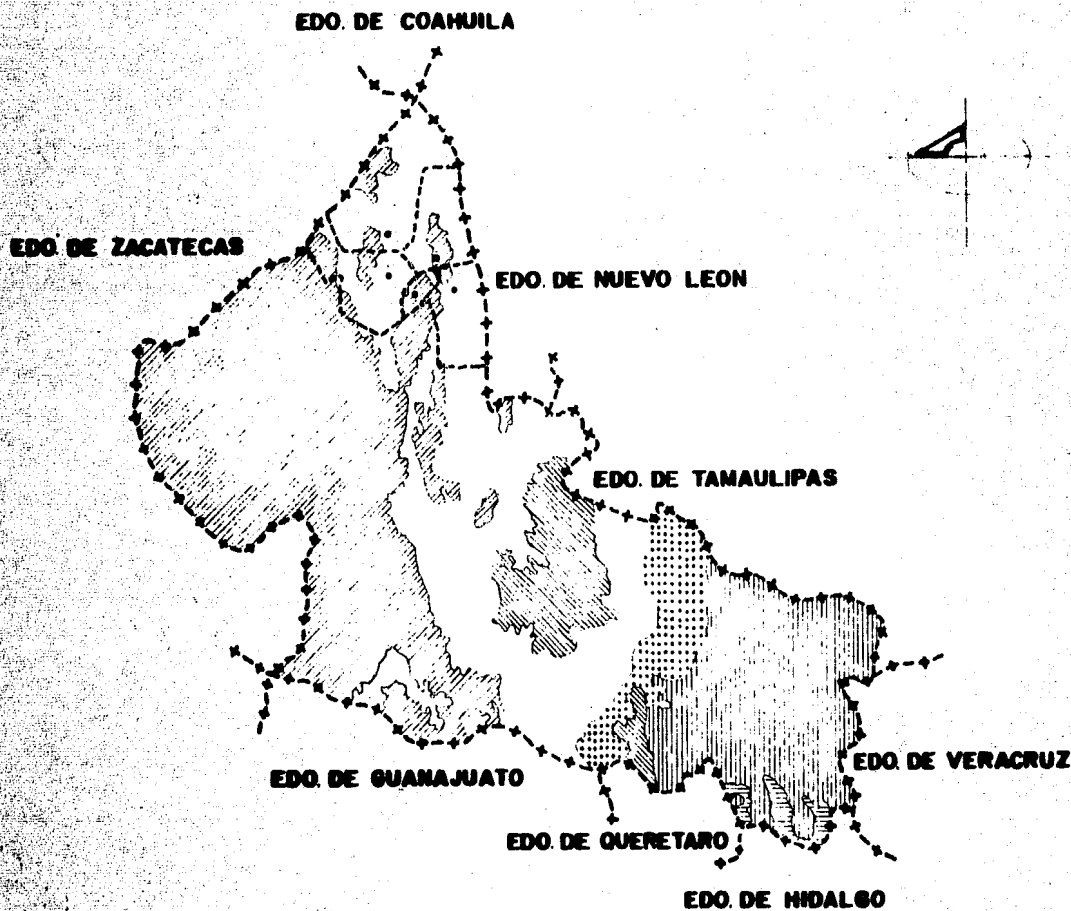 EDO. DE COAHUILA
EDO. DE ZACATECAS
EDO. DE NUEVO LEON
EDO. DE TAMAULIPAS
EDO. DE GUANAJUATO
EDO. DE VERACRUZ
EDO. DE QUERETARO
EDO. DE HIDALGO